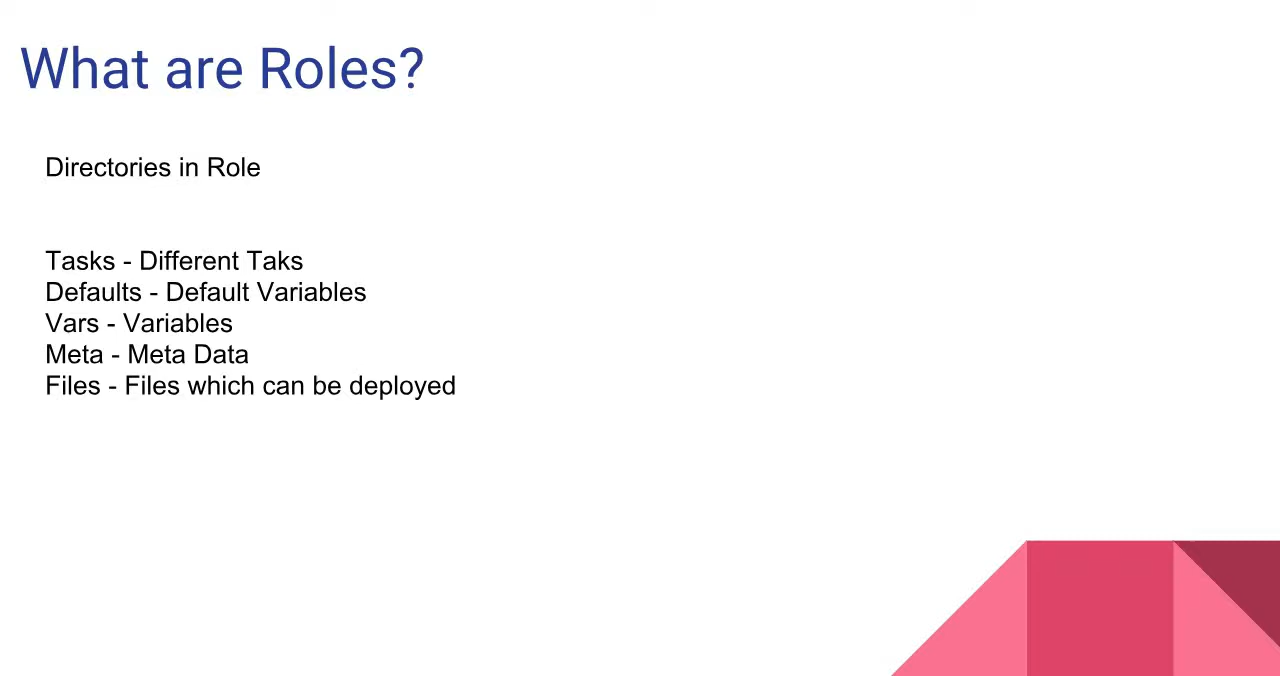 What are Roles?
Directories in Role
Tasks - Different Taks
Defaults - Default Variables
Vars - Variables
Meta - Meta Data
Files - Files which can be deployed